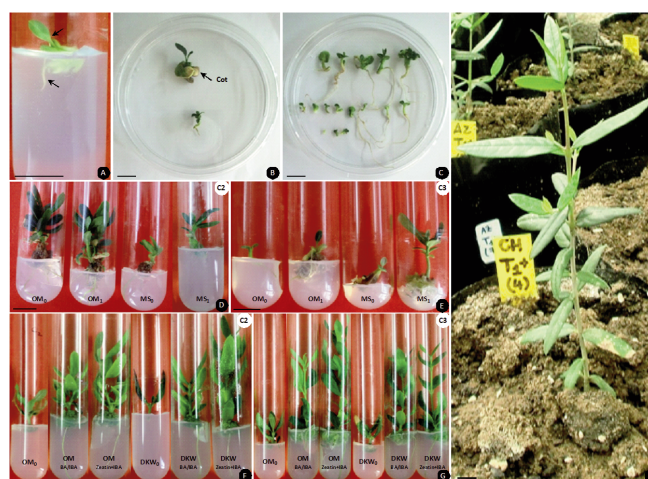 A
Cot
B
C
C2
OM0
OM1
MS0
MS1
D
C3
OM0
OM1
MS0
MS1
E
C2
OM0
OM
BA/IBA
OM
Zeatin+IBA
DKW0
DKW
BA/IBA
DKW
Zeatin+IBA
F
C3
OM0
OM
BA/IBA
OM
Zeatin+IBA
DKW0
DKW
BA/IBA
DKW
Zeatin+IBA
G
AZ
CH
T2+
(4)